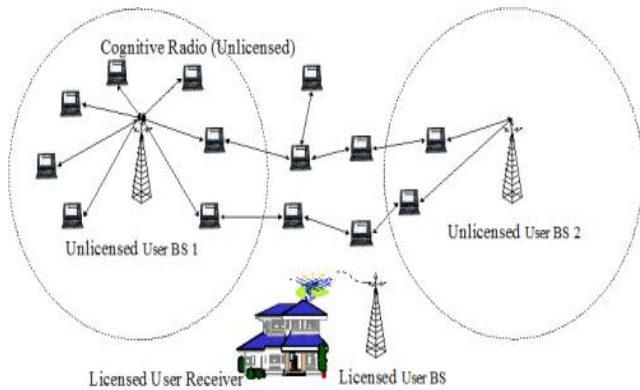 Cognitive Radio (Unlicensed)
Unlicensed User BS 1
Unlicensed User BS 2
Licensed User Receiver
Licensed User BS